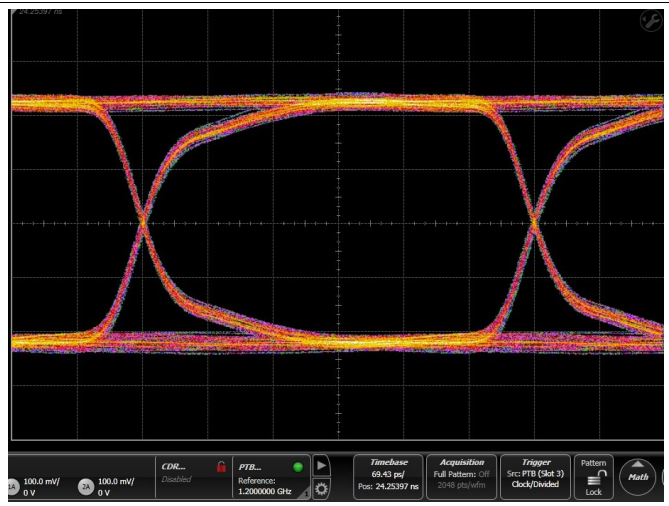 24.25397 ns
1A 100.0 mV/
0 V
2A 100.0 mV/
0 V
CDR...
Disabled
PTB...
Reference:
1.2000000 GHz
1
Timebase
69.43 ps/
Pos: 24.25397 ns
Acquisition
Full Pattern: Off
2048 pts/wfm
Trigger
Src: PTB (Slot 3)
Clock/Divided
Pattern
Lock
Math